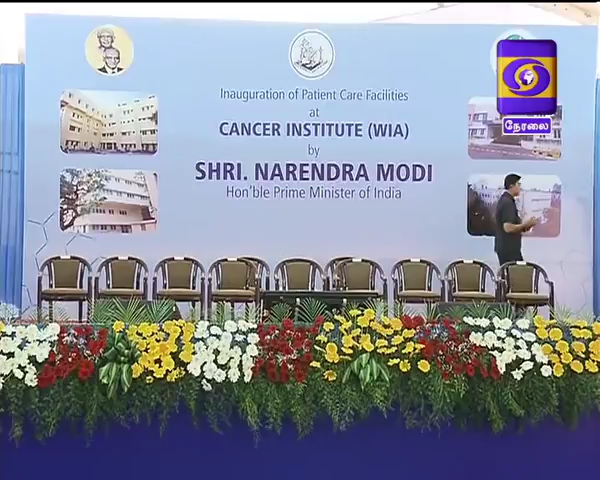 Inauguration of Patient Care Facilities
at
CANCER INSTITUTE (WIA)
by
SHRI. NARENDRA MODI
Hon'ble Prime Minister of India
நேரலை